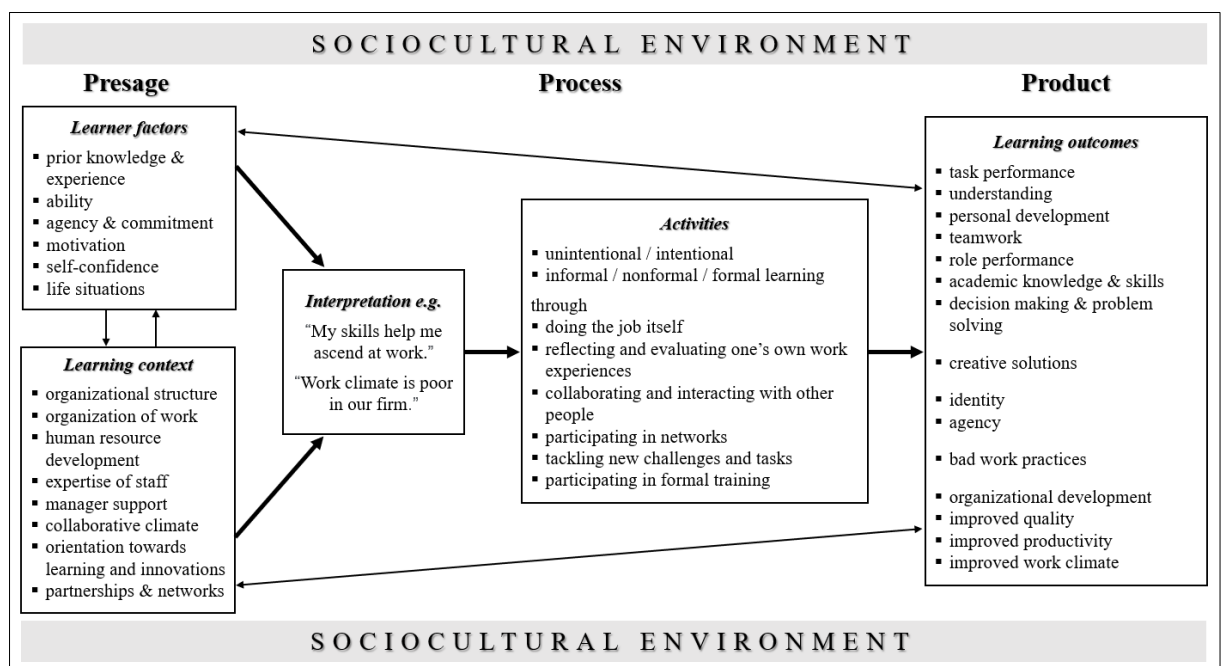 SOCIOCULTURAL ENVIRONMENT
Presage
Process
Product
Learner factors
▪ prior knowledge &
experience
▪ ability
▪ agency & commitment
▪ motivation
▪ self-confidence
▪ life situations
Learning context
▪ organizational structure
▪ organization of work
▪ human resource
development
▪ expertise of staff
▪ manager support
▪ collaborative climate
▪ orientation towards
learning and innovations
▪ partnerships & networks
Interpretation e.g.
“My skills help me
ascend at work.”
“Work climate is poor
in our firm.”
Activities
▪ unintentional / intentional
▪ informal / nonformal / formal learning
through
▪ doing the job itself
▪ reflecting and evaluating one’s own work
experiences
▪ collaborating and interacting with other
people
▪ participating in networks
▪ tackling new challenges and tasks
▪ participating in formal training
Learning outcomes
▪ task performance
▪ understanding
▪ personal development
▪ teamwork
▪ role performance
▪ academic knowledge & skills
▪ decision making & problem
solving
▪ creative solutions
▪ identity
▪ agency
▪ bad work practices
▪ organizational development
▪ improved quality
▪ improved productivity
▪ improved work climate
SOCIOCULTURAL ENVIRONMENT